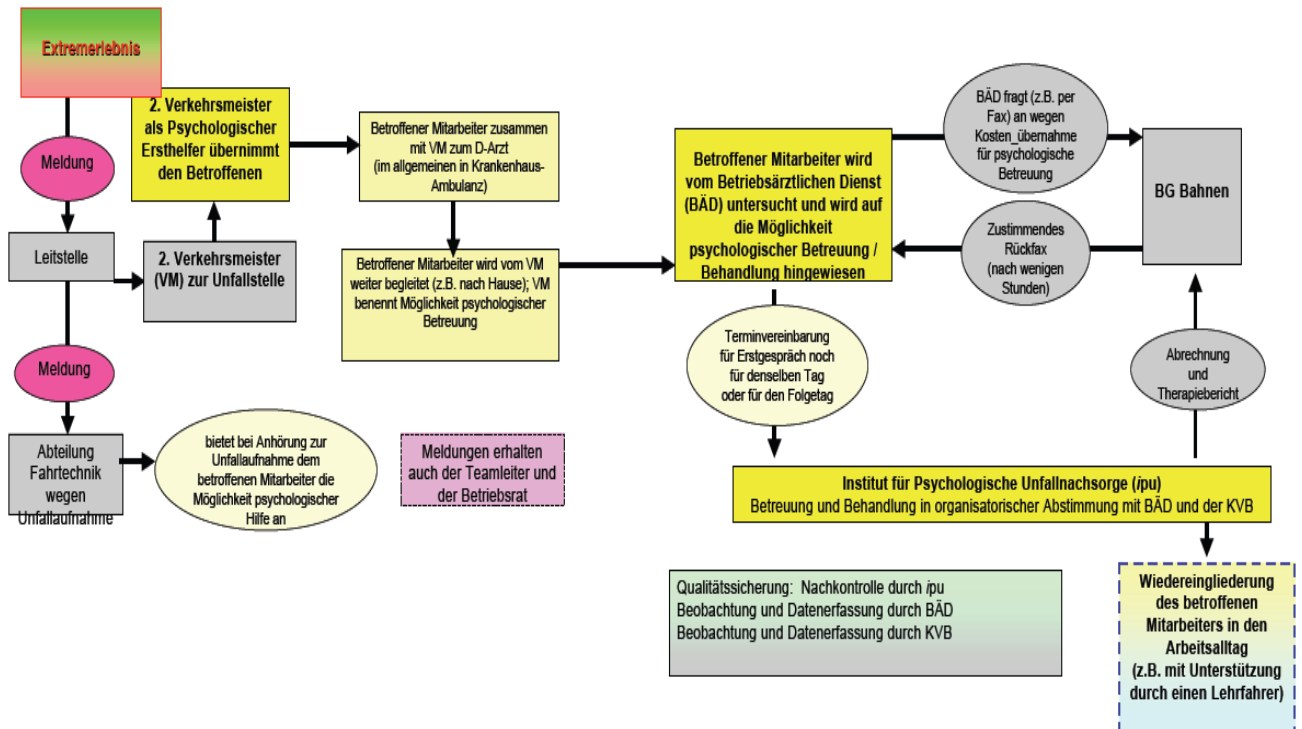 Extremerlebnis
Meldung
Leitstelle
Meldung
Abteilung
Fahrtechnik
wegen
Unfallaufnahme
2. Verkehrsmeister
als Psychologischer
Ersthelfer übernimmt
den Betroffenen
2. Verkehrsmeister
(VM) zur Unfallstelle
bietet bei Anhörung zur
Unfallaufnahme dem
betroffenen Mitarbeiter die
Möglichkeit psychologischer
Hilfe an
Betroffener Mitarbeiter zusammen
mit VM zum D-Arzt
(im allgemeinen in Krankenhaus-
Ambulanz)
Betroffener Mitarbeiter wird vom VM
weiter begleitet (z.B. nach Hause); VM
benennt Möglichkeit psychologischer
Betreuung
Meldungen erhalten
auch der Teamleiter und
der Betriebsrat
Betroffener Mitarbeiter wird
vom Betriebsärztlichen Dienst
(BÄD) untersucht und wird auf
die Möglichkeit
psychologischer Betreuung /
Behandlung hingewiesen
BÄD fragt (z.B. per
Fax) an wegen
Kosten_übernahme
für psychologische
Betreuung
BG Bahnen
Zustimmendes
Rückfax
(nach wenigen
Stunden)
Terminvereinbarung
für Erstgespräch noch
für denselben Tag
oder für den Folgetag
Abrechnung
und
Therapiebericht
Institut für Psychologische Unfallnachsorge (ipu)
Betreuung und Behandlung in organisatorischer Abstimmung mit BÄD und der KVB
Qualitätssicherung: Nachkontrolle durch ipu
Beobachtung und Datenerfassung durch BÄD
Beobachtung und Datenerfassung durch KVB
Wiedereingliederung
des betroffenen
Mitarbeiters in den
Arbeitsalltag
(z.B. mit Unterstützung
durch einen Lehrfahrer)